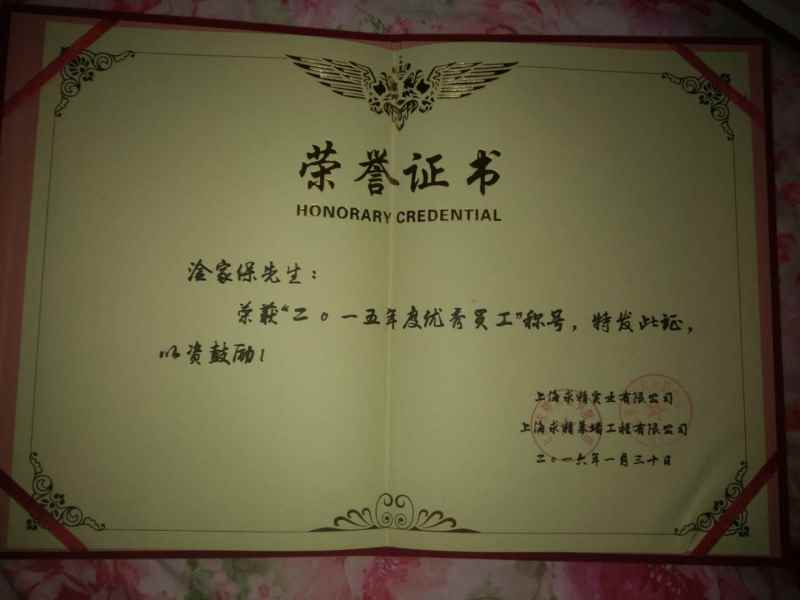 荣誉证书
HONORARY CREDENTIAL
淦家保先生：
荣获“二〇一五年度优秀员工”称号，特发此证，
以资鼓励！
上海求精实业有限公司
上海求精幕墙工程有限公司
二〇一六年一月三十日